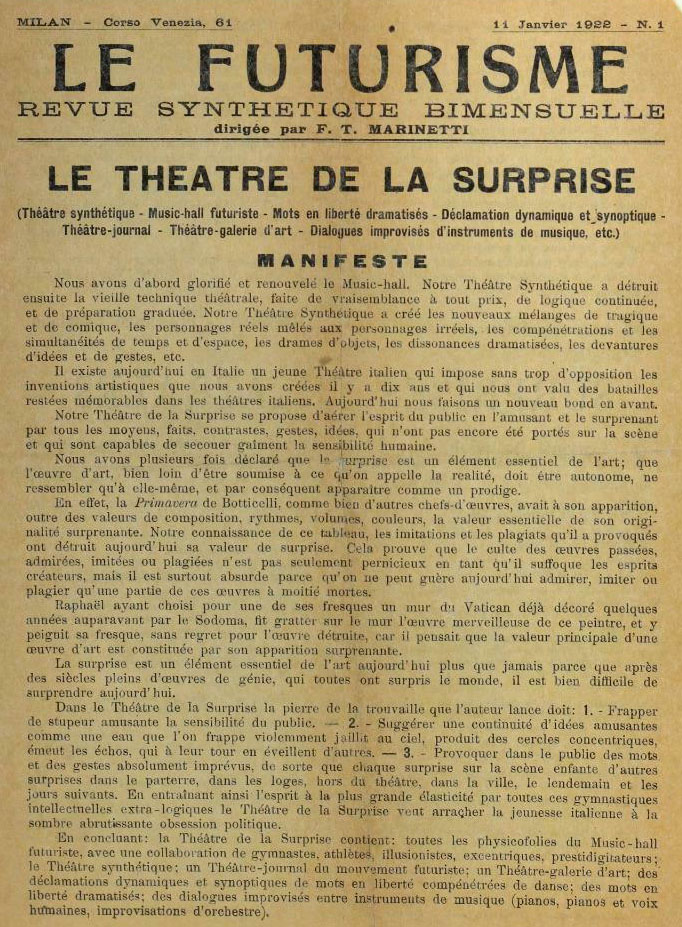 MILAN - Corso Venezia, 61
11 Janvier 1922 - N. 1
LE FUTURISME
REVUE SYNTHETIQUE BIMENSUELLE
dirigée par F. T. MARINETTI
LE THEATRE DE LA SURPRISE
(Théâtre synthétique - Music-hall futuriste - Mots en liberté dramatisés - Déclamation dynamique et synoptique -
Théâtre-journal - Théâtre-galerie d'art - Dialogues improvisés d'instruments de musique, etc.)
MANIFESTE
Nous avons d'abord glorifié et renouvelé le Music-hall. Notre Théâtre Synthétique a détruit
ensuite la vieille technique théâtrale, faite de vraisemblance à tout prix, de logique continuée,
et de préparation graduée. Notre Théâtre Synthétique a créé les nouveaux mélanges de tragique
et de comique, les personnages réels mêlés aux personnages irréels, les compénétrations et les
simultanéités de temps et d'espace, les drames d'objets, les dissonances dramatisées, les devantures
d'idées et de gestes, etc.
Il existe aujourd'hui en Italie un jeune Théâtre italien qui impose sans trop d'opposition les
inventions artistiques que nous avons créées il y a dix ans et qui nous ont valu des batailles
restées mémorables dans les théâtres italiens. Aujourd'hui nous faisons un nouveau bond en avant.
Notre Théâtre de la Surprise se propose d'aérer l'esprit du public en l'amusant et le surprenant
par tous les moyens, faits, contrastes, gestes, idées, qui n'ont pas encore été portés sur la scène
et qui sont capables de secouer gaîment la sensibilité humaine.
Nous avons plusieurs fois déclaré que le surprise est un élément essentiel de l'art; que
l'œuvre d'art, bien loin d'être soumise à ce qu'on appelle la realité, doit être autonome, ne
ressembler qu'à elle-même, et par conséquent apparaître comme un prodige.
En effet, la Primavera de Botticelli, comme bien d'autres chefs-d'œuvres, avait à son apparition,
outre des valeurs de composition, rythmes, volumes, couleurs, la valeur essentielle de son origi-
nalité surprenante. Notre connaissance de ce tableau, les imitations et les plagiats qu'il a provoqués
ont détruit aujourd'hui sa valeur de surprise. Cela prouve que le culte des œuvres passées,
admirées, imitées ou plagiées n'est pas seulement pernicieux en tant qu'il suffoque les esprits
créateurs, mais il est surtout absurde parce qu'on ne peut guère aujourd'hui admirer, imiter ou
plagier qu'une partie de ces œuvres à moitié mortes.
Raphaël ayant choisi pour une de ses fresques un mur du Vatican déjà décoré quelques
années auparavant par le Sodoma, fit gratter sur le mur l'œuvre merveilleuse de ce peintre, et y
peignit sa fresque, sans regret pour l'œuvre détruite, car il pensait que la valeur principale d'une
œuvre d'art est constituée par son apparition surprenante.
La surprise est un élément essentiel de l'art aujourd'hui plus que jamais parce que après
des siècles pleins d'œuvres de génie, qui toutes ont surpris le monde, il est bien difficile de
surprendre aujourd'hui.
Dans le Théâtre de la Surprise la pierre de la trouvaille que l'auteur lance doit: 1. - Frapper
de stupeur amusante la sensibilité du public. — 2. - Suggérer une continuité d'idées amusantes
comme une eau que l'on frappe violemment jaillit au ciel, produit des cercles concentriques,
émeut les échos, qui à leur tour en éveillent d'autres. — 3. - Provoquer dans le public des mots
et des gestes absolument imprévus, de sorte que chaque surprise sur la scène enfante d'autres
surprises dans le parterre, dans les loges, hors du théâtre, dans la ville, le lendemain et les
jours suivants. En entraînant ainsi l'esprit à la plus grande élasticité par toutes ces gymnastiques
intellectuelles extra-logiques le Théâtre de la Surprise veut arracher la jeunesse italienne à la
sombre abrutissante obsession politique.
En concluant: la Théâtre de la Surprise contient: toutes les physicofolies du Music-hall
futuriste, avec une collaboration de gymnastes, athlètes, illusionistes, excentriques, prestidigitateurs;
le Théâtre synthétique; un Théâtre-journal du mouvement futuriste; un Théâtre-galerie d'art; des
déclamations dynamiques et synoptiques de mots en liberté compénétrées de danse; des mots en
liberté dramatisés; des dialogues improvisés entre instruments de musique (pianos, pianos et voix
humaines, improvisations d'orchestre).